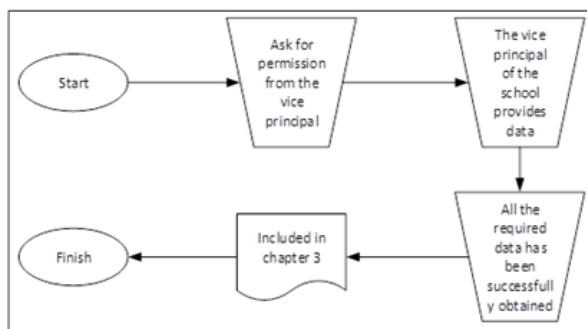 Start
Ask for
permission
from the
vice
principal
The vice
principal
of the
school
provides
data
All the
required
data has
been
successfull
y obtained
Included in
chapter 3
Finish